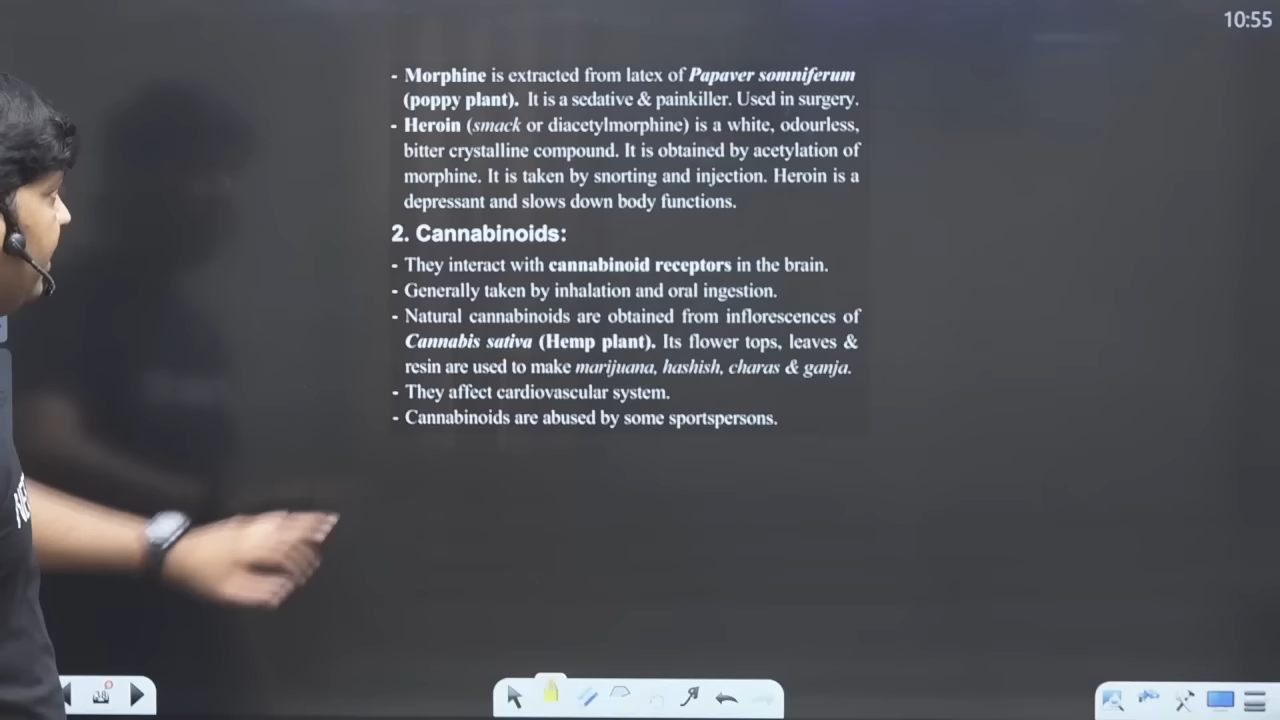 10:55
- Morphine is extracted from latex of Papaver somniferum
(poppy plant). It is a sedative & painkiller. Used in surgery.
- Heroin (smack or diacetylmorphine) is a white, odourless,
bitter crystalline compound. It is obtained by acetylation of
morphine. It is taken by snorting and injection. Heroin is a
depressant and slows down body functions.
2. Cannabinoids:
- They interact with cannabinoid receptors in the brain.
- Generally taken by inhalation and oral ingestion.
- Natural cannabinoids are obtained from inflorescences of
Cannabis sativa (Hemp plant). Its flower tops, leaves &
resin are used to make marijuana, hashish, charas & ganja.
- They affect cardiovascular system.
- Cannabinoids are abused by some sportspersons.